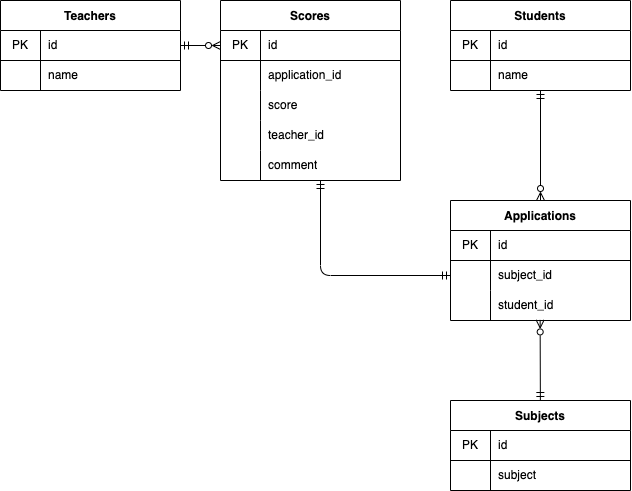 Teachers
PK id
name
Scores
PK id
application_id
score
teacher_id
comment
Students
PK id
name
Applications
PK id
subject_id
student_id
Subjects
PK id
subject